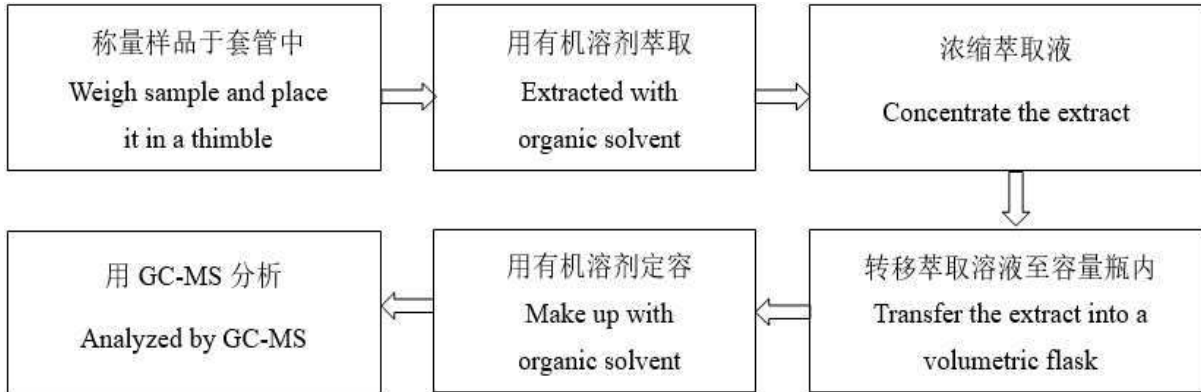 称量样品于套管中
Weigh sample and place
it in a thimble
用有机溶剂萃取
Extracted with
organic solvent
浓缩萃取液
Concentrate the extract
转移萃取溶液至容量瓶内
Transfer the extract into a
volumetric flask
用有机溶剂定容
Make up with
organic solvent
用 GC-MS 分析
Analyzed by GC-MS